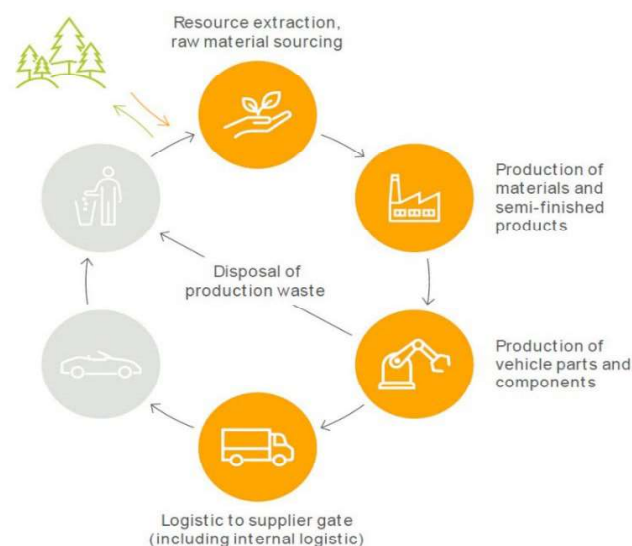 Resource extraction,
raw material sourcing
Production of
materials and
semi-finished
products
Disposal of
production waste
Production of
vehicle parts and
components
Logistic to supplier gate
(including internal logistic)